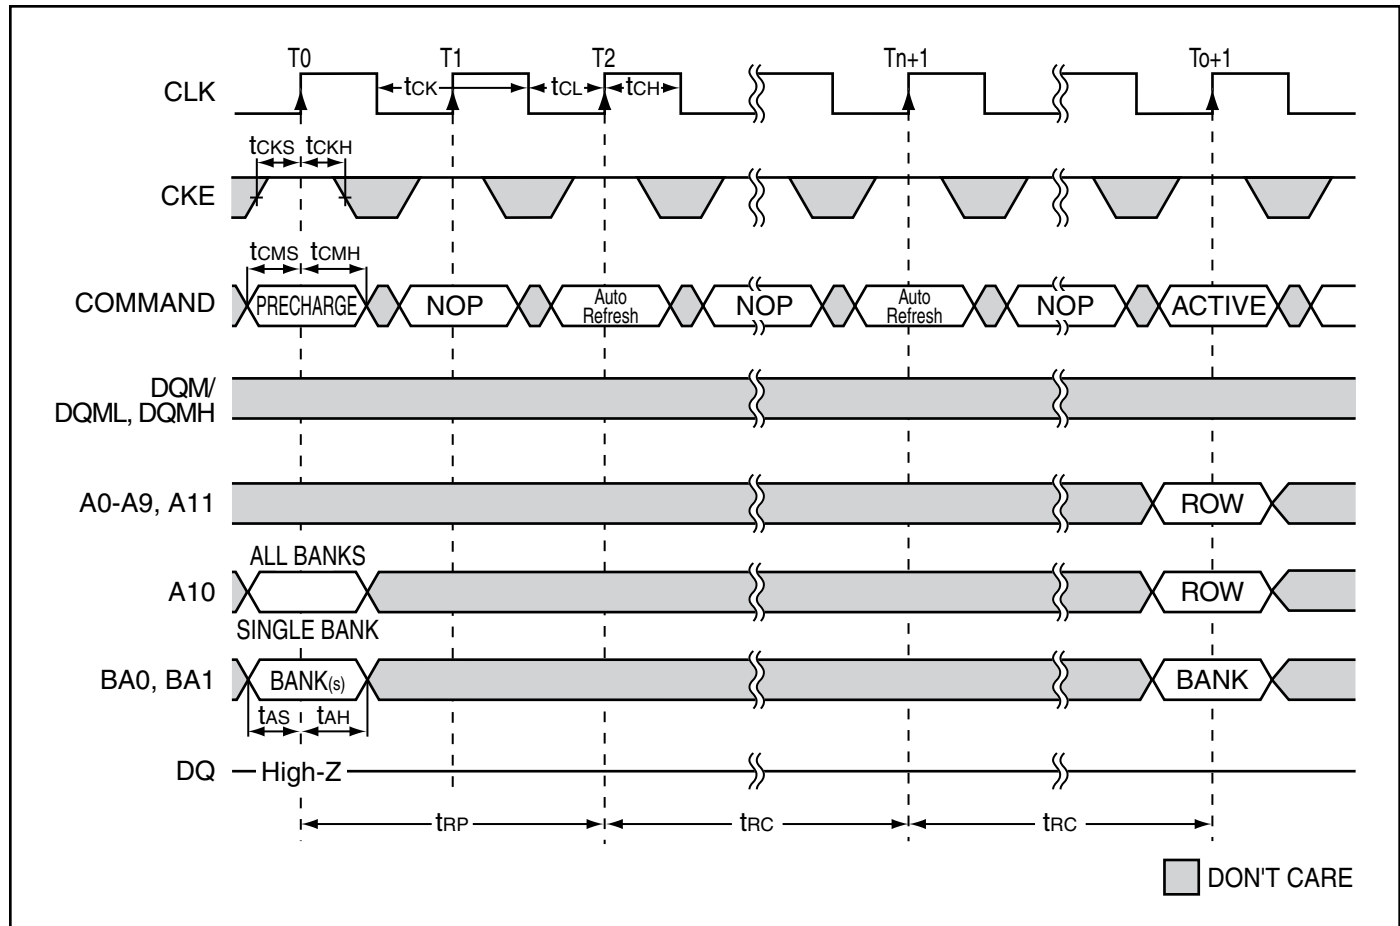 T0 T1 T2 Tn+1 To+1
CLK
tCK tCL tCH
tCKS tCKH
CKE
tCMS tCMH
COMMAND PRECHARGE NOP Auto Refresh NOP Auto Refresh NOP ACTIVE
DQM/
DQML, DQMH
A0-A9, A11 ROW
ALL BANKS
A10 ROW
SINGLE BANK
BA0, BA1 BANK(s) BANK
tAS tAH
DQ High-Z
tRP tRC tRC
DON'T CARE